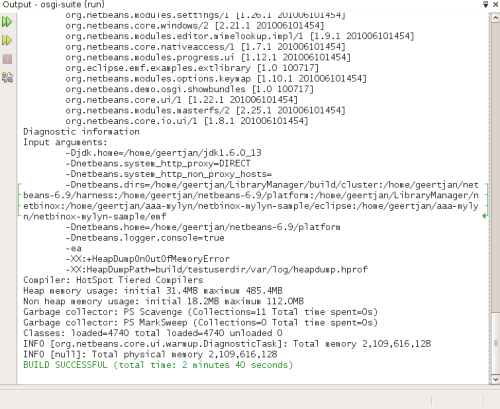 Output - osgi-suite (run)
org.netbeans.modules.settings/1 [1.26.1 201006101454]
org.netbeans.core.windows/2 [2.21.1 201006101454]
org.netbeans.modules.editor.mimelookup.impl/1 [1.9.1 201006101454]
org.netbeans.core.nativeaccess/1 [1.7.1 201006101454]
org.netbeans.modules.progress.ui [1.12.1 201006101454]
org.eclipse.emf.examples.extlibrary [1.0 100717]
org.netbeans.modules.options.keymap [1.10.1 201006101454]
org.netbeans.demo.osgi.showbundles [1.0 100717]
org.netbeans.core.ui/1 [1.22.1 201006101454]
org.netbeans.modules.masterfs/2 [2.25.1 201006101454]
org.netbeans.core.io.ui/1 [1.8.1 201006101454]
Diagnostic information
Input arguments:
-Djdk.home=/home/geertjan/jdk1.6.0_13
-Dnetbeans.system_http_proxy=DIRECT
-Dnetbeans.system_http_non_proxy_hosts=
-Dnetbeans.dirs=/home/geertjan/LibraryManager/build/cluster:/home/geertjan/net
beans-6.9/harness:/home/geertjan/netbeans-6.9/platform:/home/geertjan/LibraryManager/n
etbinox:/home/geertjan/aaa-mylyn/netbinox-mylyn-sample/eclipse:/home/geertjan/aaa-myly
n/netbinox-mylyn-sample/emf
-Dnetbeans.home=/home/geertjan/netbeans-6.9/platform
-Dnetbeans.logger.console=true
-ea
-XX:+HeapDumpOnOutOfMemoryError
-XX:HeapDumpPath=build/testuserdir/var/log/heapdump.hprof
Compiler: HotSpot Tiered Compilers
Heap memory usage: initial 31.4MB maximum 485.4MB
Non heap memory usage: initial 18.2MB maximum 112.0MB
Garbage collector: PS Scavenge (Collections=11 Total time spent=0s)
Garbage collector: PS MarkSweep (Collections=0 Total time spent=0s)
Classes: loaded=4740 total loaded=4740 unloaded 0
INFO [org.netbeans.core.ui.warmup.DiagnosticTask]: Total memory 2,109,616,128
INFO [null]: Total physical memory 2,109,616,128
BUILD SUCCESSFUL (total time: 2 minutes 40 seconds)